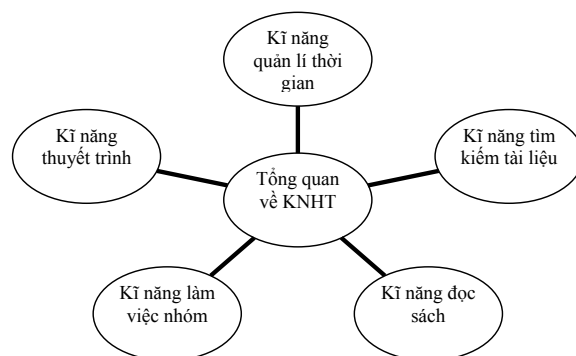 Kĩ năng
quản lí thời
gian
Kĩ năng
thuyết trình
Kĩ năng tìm
kiếm tài liệu
Tổng quan
về KNHT
Kĩ năng làm
việc nhóm
Kĩ năng đọc
sách